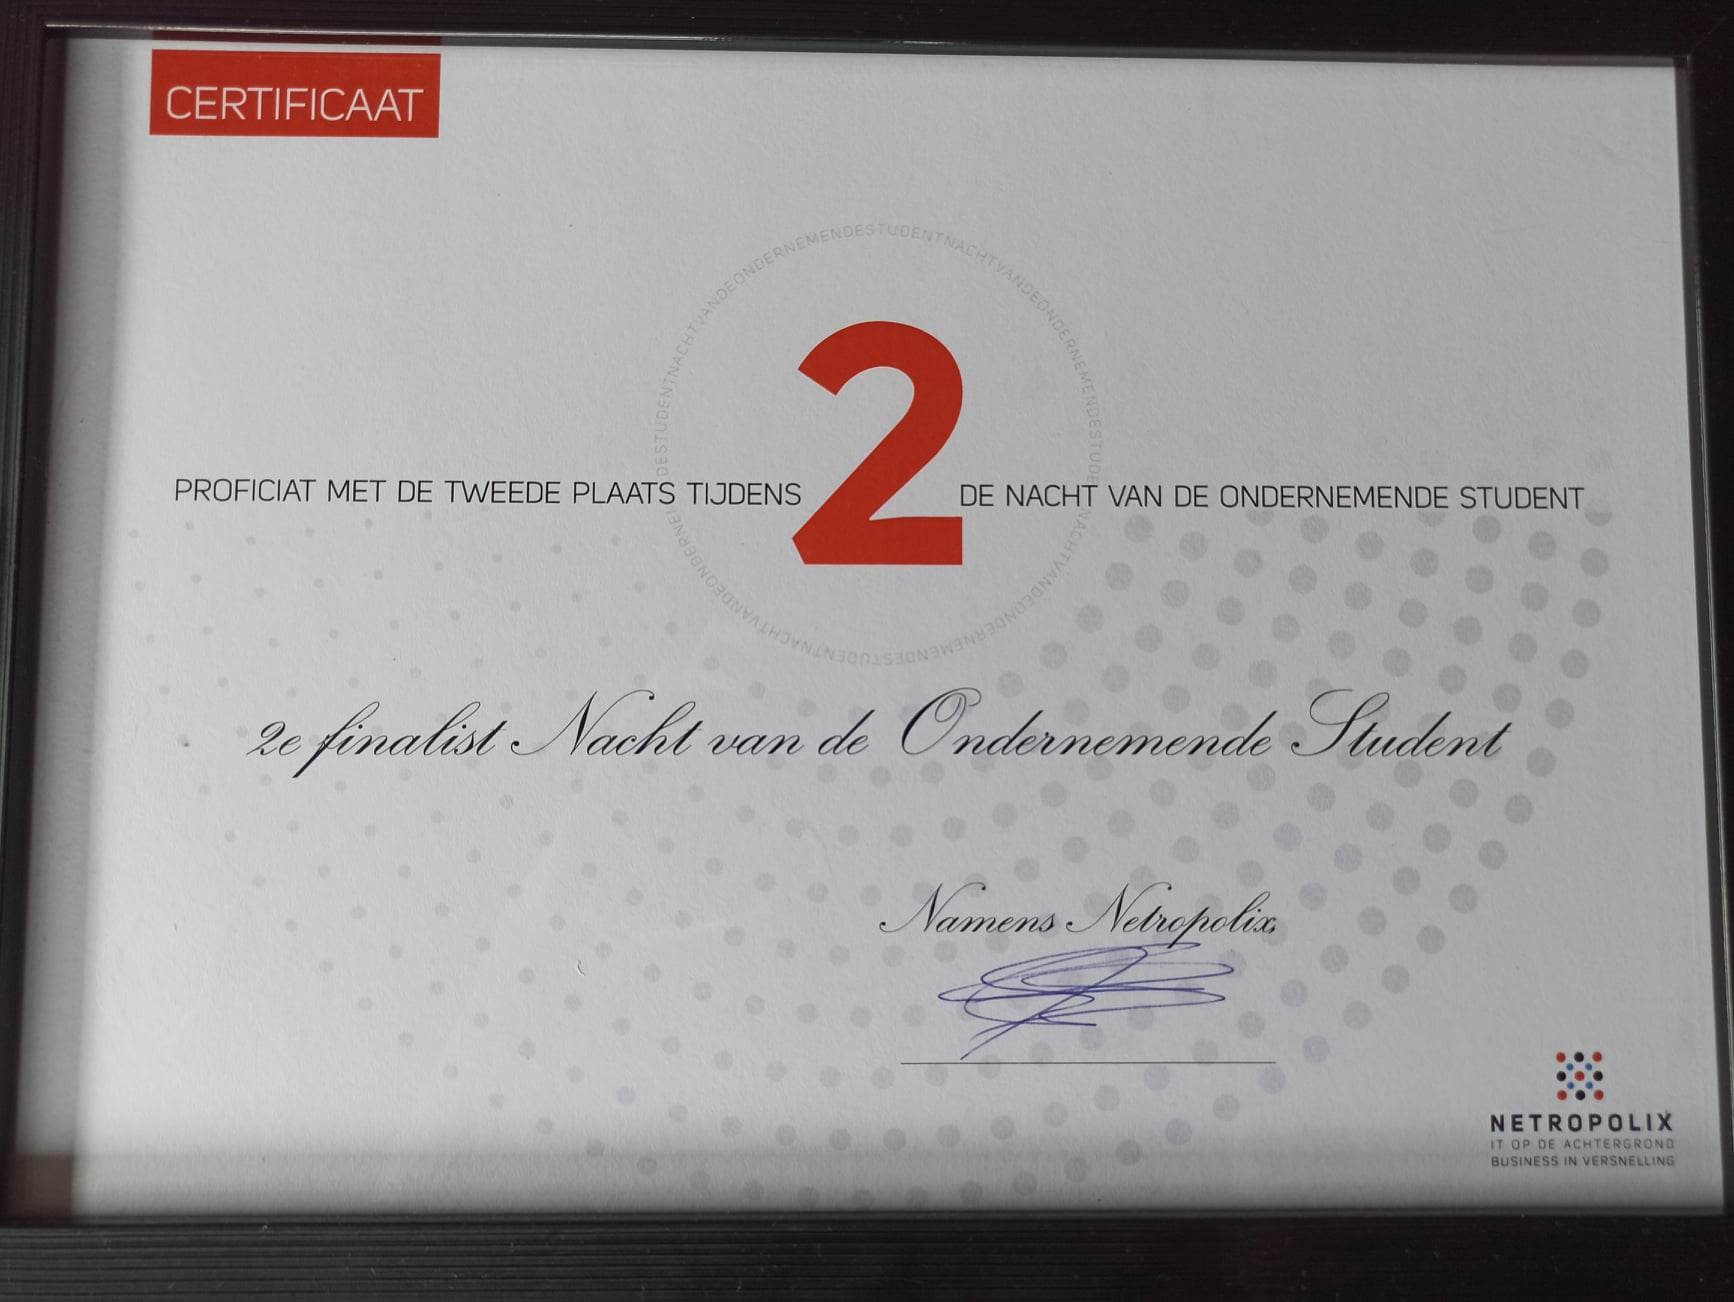 CERTIFICAAT
NACHTVANDEONDERNEMENDESTUDENTNACHTVANDEONDERNEMENDESTUDENTNACHTVANDEONDERNEMENDESTUDENTNACHTVANDEONDERNEMENDESTUDENT
2
PROFICIAT MET DE TWEEDE PLAATS TIJDENS DE NACHT VAN DE ONDERNEMENDE STUDENT
2e finalist Nacht van de Ondernemende Student
Namens Netropolix,
NETROPOLIX
IT OP DE ACHTERGROND
BUSINESS IN VERSNELLING